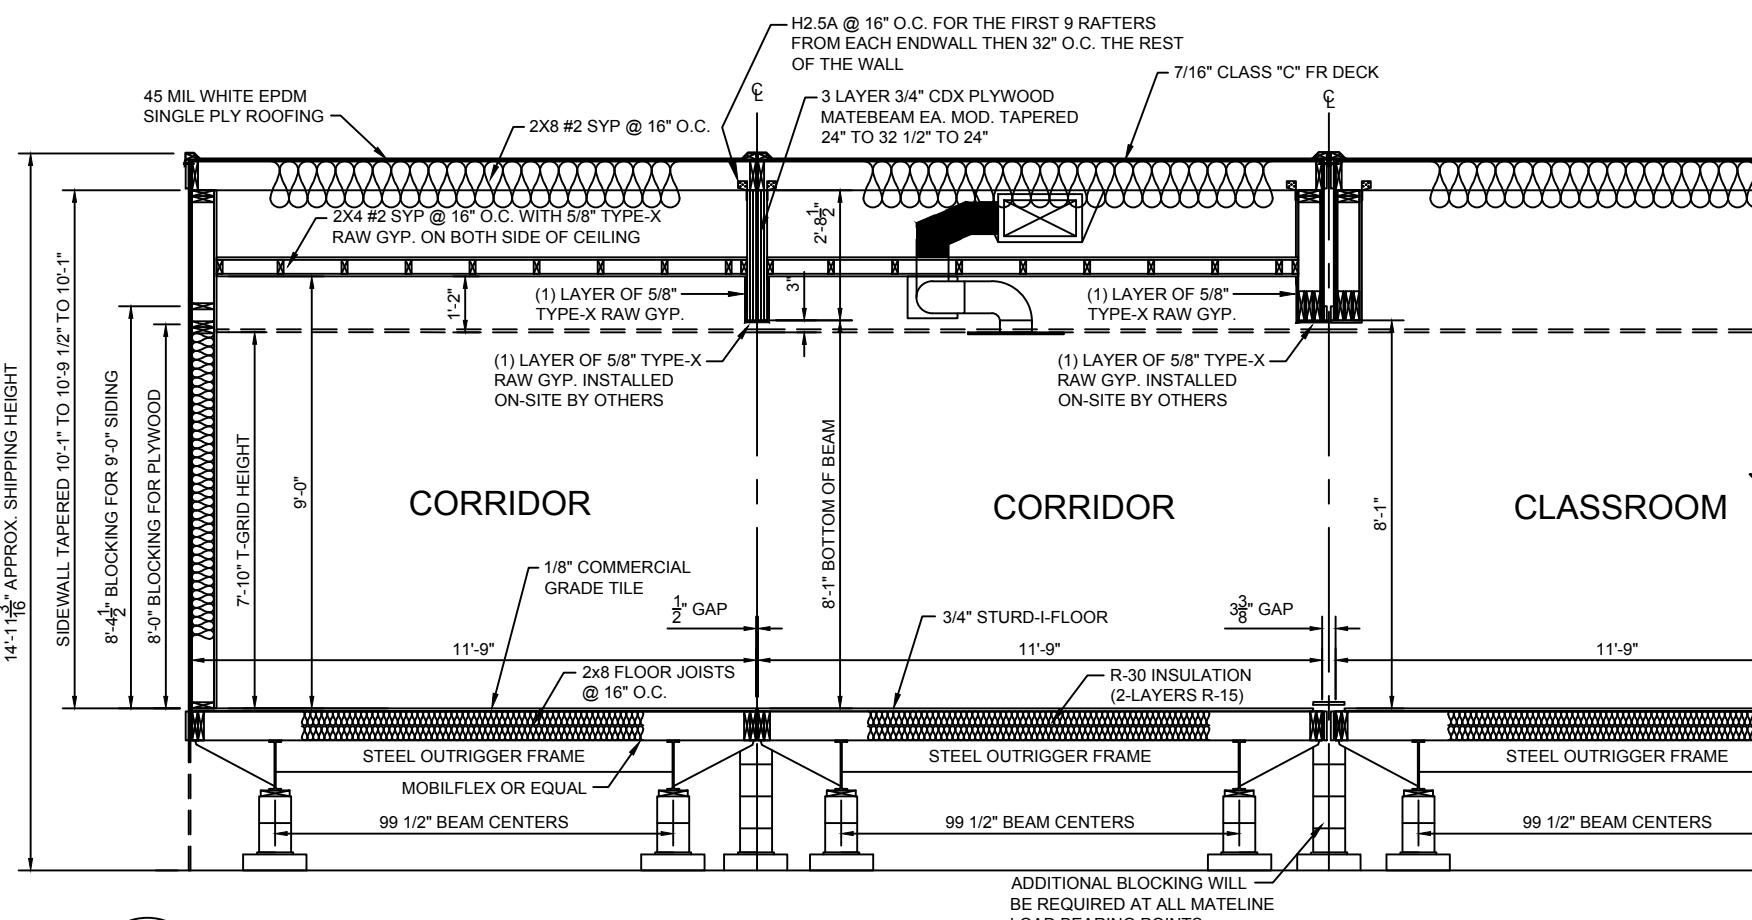 H2.5A @ 16" O.C. FOR THE FIRST 9 RAFTERS
FROM EACH ENDWALL THEN 32" O.C. THE REST
OF THE WALL
7/16" CLASS "C" FR DECK
45 MIL WHITE EPDM
SINGLE PLY ROOFING
2X8 #2 SYP @ 16" O.C.
℄
3 LAYER 3/4" CDX PLYWOOD
MATEBEAM EA. MOD. TAPERED
24" TO 32 1/2" TO 24"
℄
2X4 #2 SYP @ 16" O.C. WITH 5/8" TYPE-X
RAW GYP. ON BOTH SIDE OF CEILING
2'-8 1/2"
1'-2"
(1) LAYER OF 5/8"
TYPE-X RAW GYP.
3"
(1) LAYER OF 5/8"
TYPE-X RAW GYP.
(1) LAYER OF 5/8" TYPE-X
RAW GYP. INSTALLED
ON-SITE BY OTHERS
(1) LAYER OF 5/8" TYPE-X
RAW GYP. INSTALLED
ON-SITE BY OTHERS
14'-11 3/16" APPROX. SHIPPING HEIGHT
SIDEWALL TAPERED 10'-1" TO 10'-9 1/2" TO 10'-1"
8'-4 1/2" BLOCKING FOR 9'-0" SIDING
8'-0" BLOCKING FOR PLYWOOD
7'-10" T-GRID HEIGHT
9'-0"
CORRIDOR
8'-1" BOTTOM OF BEAM
CORRIDOR
8'-1"
CLASSROOM
1/8" COMMERCIAL
GRADE TILE
1/2" GAP
3/4" STURD-I-FLOOR
3 3/8" GAP
11'-9"
11'-9"
11'-9"
2x8 FLOOR JOISTS
@ 16" O.C.
R-30 INSULATION
(2-LAYERS R-15)
STEEL OUTRIGGER FRAME
STEEL OUTRIGGER FRAME
STEEL OUTRIGGER FRAME
MOBILFLEX OR EQUAL
99 1/2" BEAM CENTERS
99 1/2" BEAM CENTERS
99 1/2" BEAM CENTERS
ADDITIONAL BLOCKING WILL
BE REQUIRED AT ALL MATELINE
LOAD BEARING POINTS